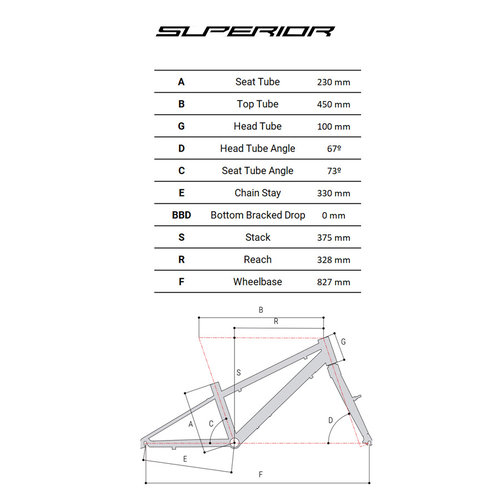 SUPERIOR
A Seat Tube 230 mm
B Top Tube 450 mm
G Head Tube 100 mm
D Head Tube Angle 67º
C Seat Tube Angle 73º
E Chain Stay 330 mm
BBD Bottom Bracked Drop 0 mm
S Stack 375 mm
R Reach 328 mm
F Wheelbase 827 mm
B
R
G
S
A
C
D
E
F